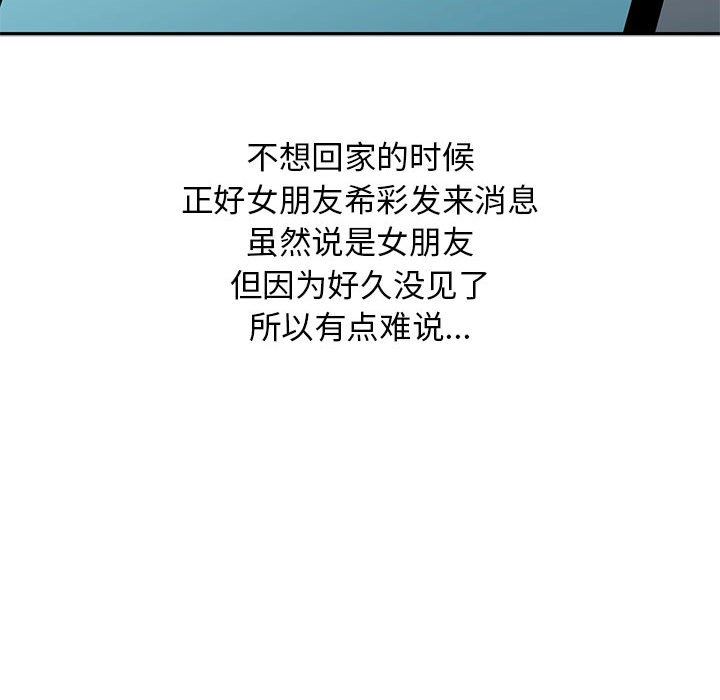 不想回家的时候
正好女朋友希彩发来消息
虽然说是女朋友
但因为好久没见了
所以有点难说...